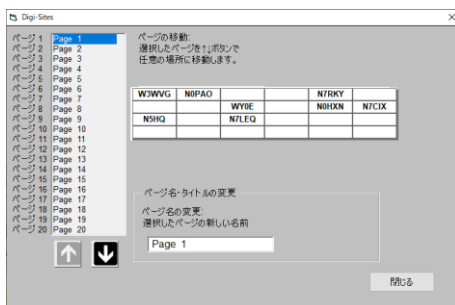 Digi-Sites
ページ 1 Page 1
ページ 2 Page 2
ページ 3 Page 3
ページ 4 Page 4
ページ 5 Page 5
ページ 6 Page 6
ページ 7 Page 7
ページ 8 Page 8
ページ 9 Page 9
ページ 10 Page 10
ページ 11 Page 11
ページ 12 Page 12
ページ 13 Page 13
ページ 14 Page 14
ページ 15 Page 15
ページ 16 Page 16
ページ 17 Page 17
ページ 18 Page 18
ページ 19 Page 19
ページ 20 Page 20
ページの移動:
選択したページを↑↓ボタンで
任意の場所に移動します。
W3WVG N0PAO N7RKY
WY0E N0HXN N7CIX
N5HQ N7LEQ
ページ名・タイトルの変更
ページ名の変更:
選択したページの新しい名前
Page 1
閉じる